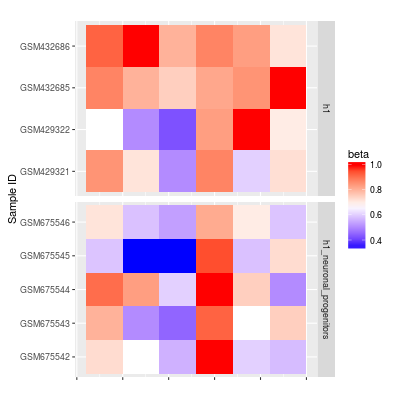 GSM432686
GSM432685
GSM429322
GSM429321
h1
GSM675546
GSM675545
GSM675544
GSM675543
GSM675542
h1_neuronal_progenitors
Sample ID
beta
1.0
0.8
0.6
0.4